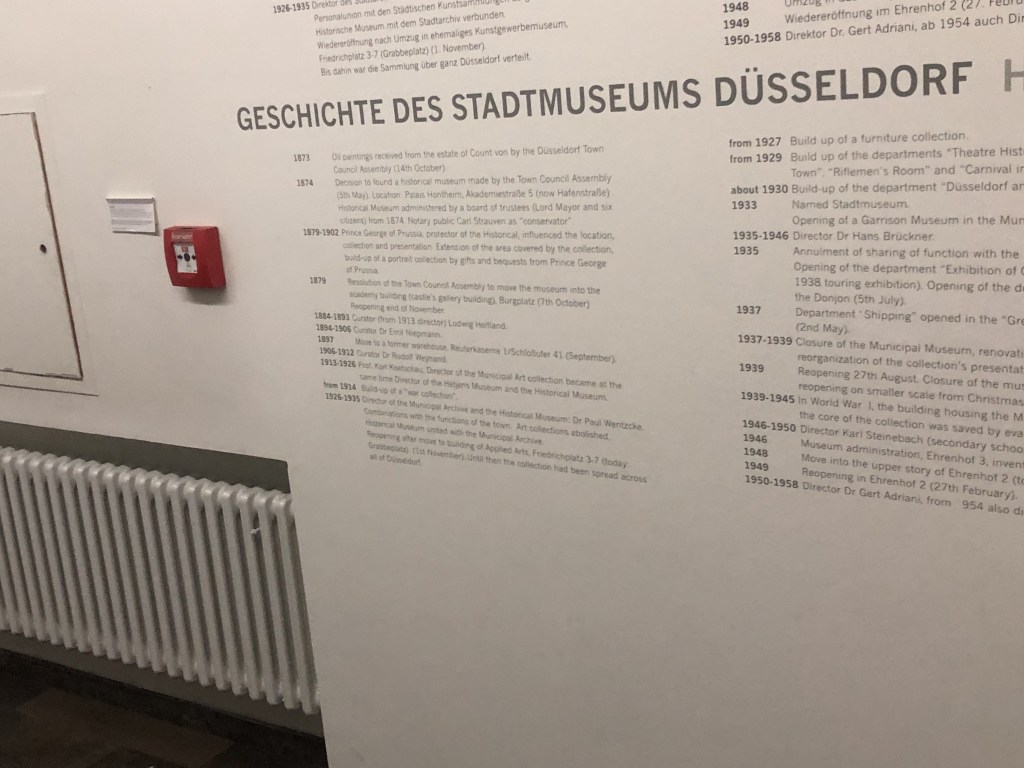 1926-1935 Direktor des
Personalunion mit den Städtischen Kunstsammlungen
Historische Museum mit dem Stadtarchiv verbunden.
Wiedereröffnung nach Umzug in ehemaliges Kunstgewerbemuseum,
Friedrichplatz 3-7 (Grabbeplatz) (1. November).
Bis dahin war die Sammlung über ganz Düsseldorf verteilt.
1948 Umzug in
1949 Wiedereröffnung im Ehrenhof 2 (27.
1950-1958 Direktor Dr. Gert Adriani, ab 1954 auch
GESCHICHTE DES STADTMUSEUMS DÜSSELDORF
1873 Oil paintings received from the estate of Count von by the Düsseldorf Town
Council Assembly (14th October)
1874 Decision to found a historical museum made by the Town Council Assembly
(5th May). Location: Palais Hontheim, Akademiestraße 5 (now Hafenstraße)
Historical Museum administered by a board of trustees (Lord Mayor and six
citizens) from 1874. Notary public Carl Strauven as "conservator"
1879-1902 Prince George of Prussia, protector of the Historical, influenced the location,
collection and presentation. Extension of the area covered by the collection,
build-up of a portrait collection by gifts and bequests from Prince George
of Prussia.
1879 Resolution of the Town Council Assembly to move the museum into the
academy building (castle's gallery building), Burgplatz (7th October)
Reopening end of November.
1884-1893 Curator (from 1913 director) Ludwig
1894-1906 Curator Dr Emil Niepmann.
1897 Move to a former warehouse, Reuterkaserne 1/Schloßufer 41 (September).
1906-1912 Curator Dr Rudolf Weynand.
1913-1926 Prof. Karl Koetschau, Director of the Municipal Art collection became at the
same time Director of the Hetjens Museum and the Historical Museum.
from 1914 Build-up of a "war collection".
1926-1935 Director of the Municipal Archive and the Historical Museum: Dr Paul Wentzcke.
Combinations with the functions of the town. Art collections abolished,
Historical Museum united with the Municipal Archive.
Reopening after move to building of Applied Arts, Friedrichplatz 3-7 (today:
Grabbeplatz) (1st November). Until then the collection had been spread across
all of Düsseldorf.
from 1927 Build up of a furniture collection.
from 1929 Build up of the departments "Theatre
Town", "Riflemen's Room" and "Carnival
about 1930 Build-up of the department "Düsseldorf
1933 Named Stadtmuseum.
Opening of a Garrison Museum in the
1935-1946 Director Dr Hans Brückner.
1935 Annulment of sharing of function with the
Opening of the department "Exhibition of
1938 touring exhibition). Opening of the
the Donjon (5th July).
1937 Department "Shipping" opened in the
(2nd May).
1937-1939 Closure of the Municipal Museum,
reorganization of the collection's
1939 Reopening 27th August. Closure of the
reopening on smaller scale from Christmas
1939-1945 In World War I, the building housing the
the core of the collection was saved by
1946-1950 Director Karl Steinebach (secondary
1946 Museum administration, Ehrenhof 3,
1948 Move into the upper story of Ehrenhof 2
1949 Reopening in Ehrenhof 2 (27th February).
1950-1958 Director Dr Gert Adriani, from 954 also